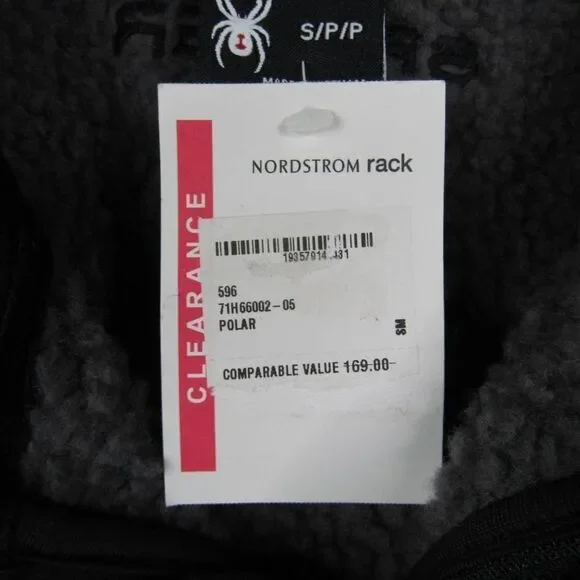 S/P/P
NORDSTROM rack
CLEARANCE
596
71H66002-05
POLAR
SM
COMPARABLE VALUE 169.00